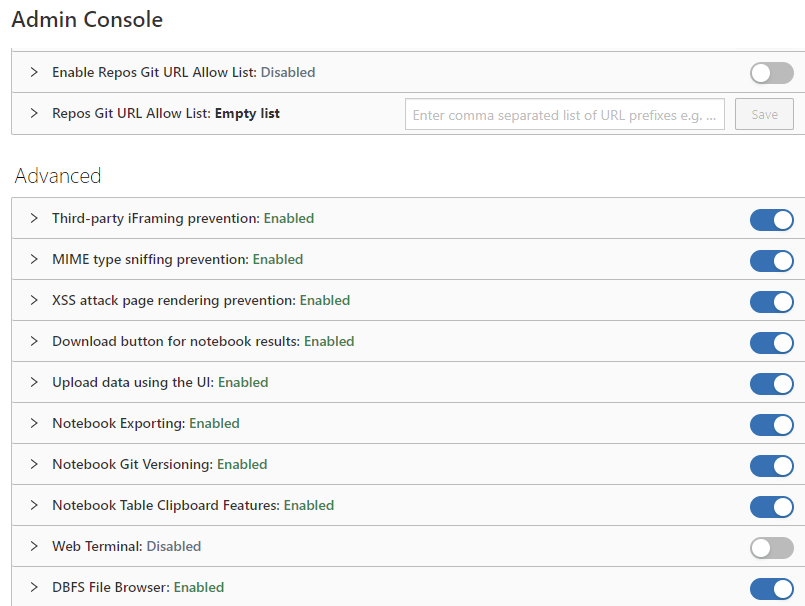 Admin Console
Enable Repos Git URL Allow List: Disabled
Repos Git URL Allow List: Empty list
Enter comma separated list of URL prefixes e.g. ...
Save
Advanced
Third-party iFraming prevention: Enabled
MIME type sniffing prevention: Enabled
XSS attack page rendering prevention: Enabled
Download button for notebook results: Enabled
Upload data using the UI: Enabled
Notebook Exporting: Enabled
Notebook Git Versioning: Enabled
Notebook Table Clipboard Features: Enabled
Web Terminal: Disabled
DBFS File Browser: Enabled